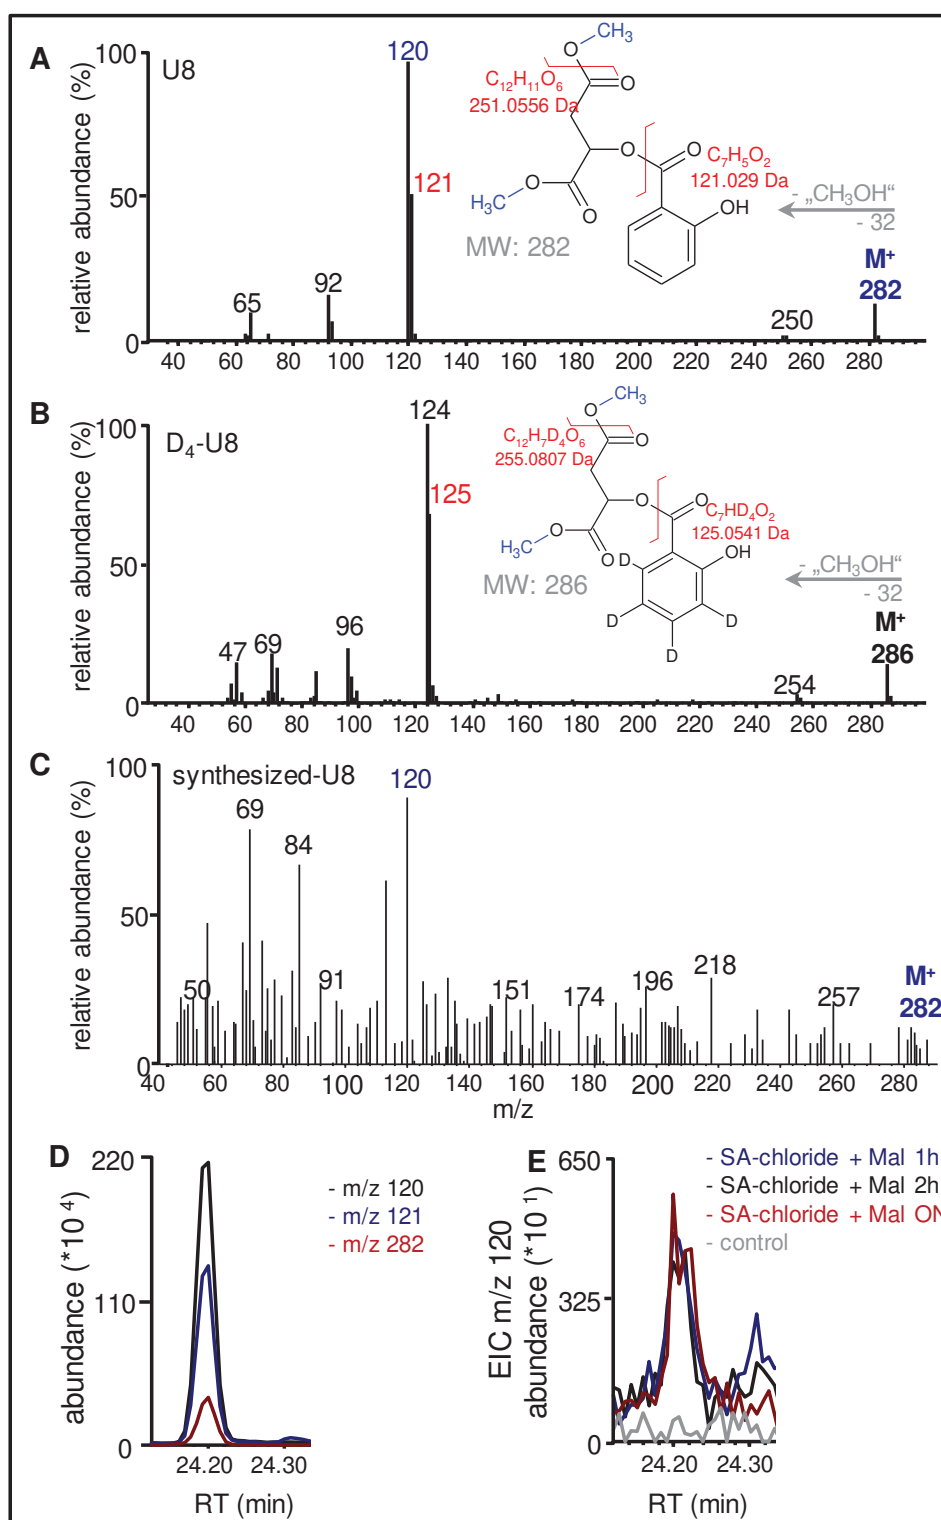 A
U8
relative abundance (%)
100
50
0
65
92
120
121
250
M⁺
282
C₁₂H₁₁O₆
251.0556 Da
CH₃
O
O
O
O
O
O
H₃C
OH
C₇H₅O₂
121.029 Da
- „CH₃OH“
- 32
MW: 282
40 60 80 100 120 140 160 180 200 220 240 260 280
B
D₄-U8
relative abundance (%)
100
50
0
47
69
96
124
125
254
M⁺
286
C₁₂H₇D₄O₆
255.0807 Da
CH₃
O
O
O
O
O
O
H₃C
OH
D
D
D
D
C₇HD₄O₂
125.0541 Da
- „CH₃OH“
- 32
MW: 286
40 60 80 100 120 140 160 180 200 220 240 260 280
C
synthesized-U8
relative abundance (%)
100
50
0
50
69
84
91
120
151
174
196
218
257
M⁺
282
40 60 80 100 120 140 160 180 200 220 240 260 280
m/z
D
abundance (*10 ⁴)
220
110
0
- m/z 120
- m/z 121
- m/z 282
24.20 24.30
RT (min)
E
EIC m/z 120
abundance (*10 ¹)
650
325
0
- SA-chloride + Mal 1h
- SA-chloride + Mal 2h
- SA-chloride + Mal ON
- control
24.20 24.30
RT (min)